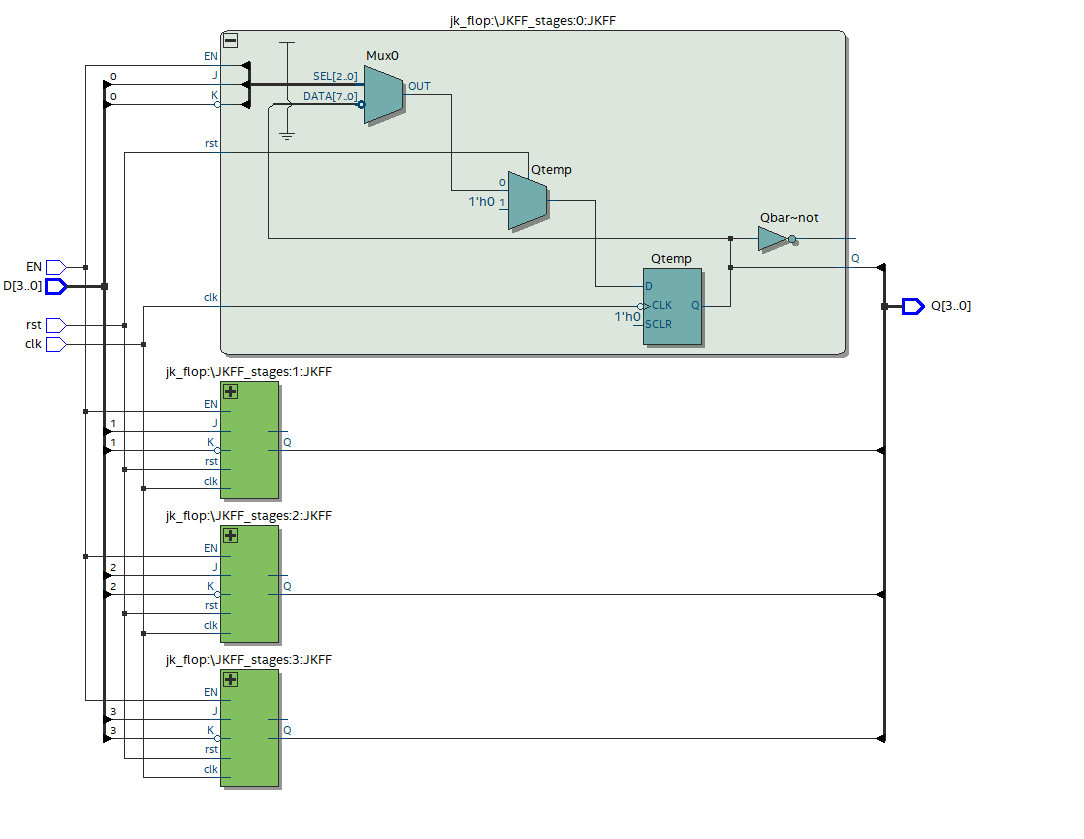 jk_flop:\JKFF_stages:0:JKFF
Mux0
EN
0 J
SEL[2..0]
OUT
0 K
DATA[7..0]
rst
Qtemp
0
1'h0 1
Qbar~not
Qtemp
Q
EN
D[3..0]
D
clk
CLK Q
Q[3..0]
1'h0
SCLR
rst
clk
jk_flop:\JKFF_stages:1:JKFF
EN
1 J
1 K
Q
rst
clk
jk_flop:\JKFF_stages:2:JKFF
EN
2 J
2 K
Q
rst
clk
jk_flop:\JKFF_stages:3:JKFF
EN
3 J
3 K
Q
rst
clk